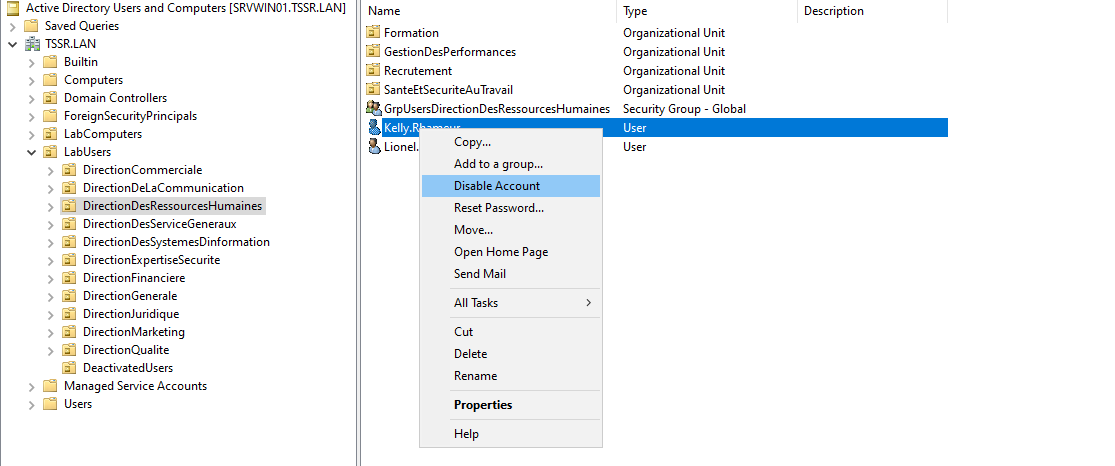 Active Directory Users and Computers [SRVWIN01.TSSR.LAN]
Saved Queries
TSSR.LAN
Builtin
Computers
Domain Controllers
ForeignSecurityPrincipals
LabComputers
LabUsers
DirectionCommerciale
DirectionDeLaCommunication
DirectionDesRessourcesHumaines
DirectionDesServiceGeneraux
DirectionDesSystemesDinformation
DirectionExpertiseSecurite
DirectionFinanciere
DirectionGenerale
DirectionJuridique
DirectionMarketing
DirectionQualite
DeactivatedUsers
Managed Service Accounts
Users
Name Type Description
Formation Organizational Unit
GestionDesPerformances Organizational Unit
Recrutement Organizational Unit
SanteEtSecuriteAuTravail Organizational Unit
GrpUsersDirectionDesRessourcesHumaines Security Group - Global
Kelly.Rhameur User
Lionel. User
Copy...
Add to a group...
Disable Account
Reset Password...
Move...
Open Home Page
Send Mail
All Tasks
Cut
Delete
Rename
Properties
Help